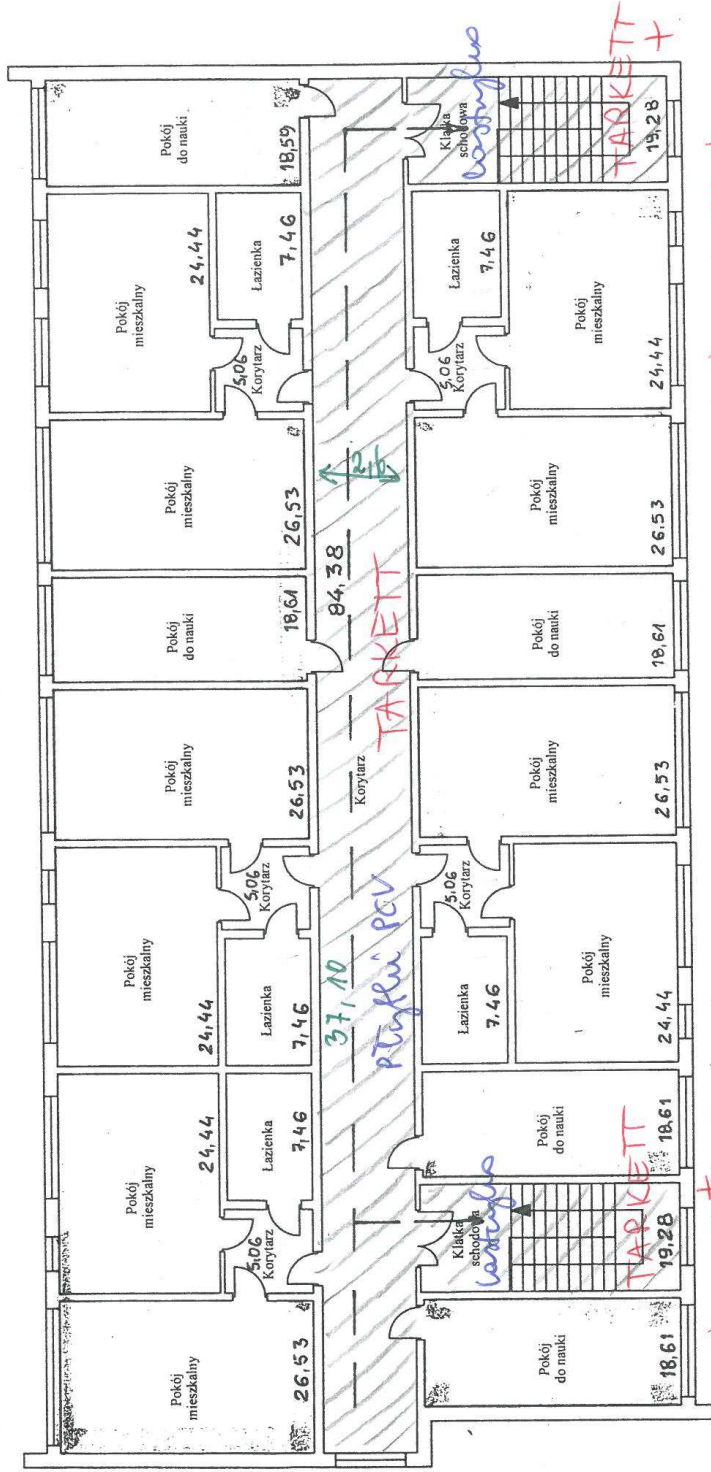 Pokój
mieszkalny
26,53
Pokój
mieszkalny
24,44
5,06
Korytarz
Łazienka
7,46
Pokój
mieszkalny
24,44
Łazienka
7,46
5,06
Korytarz
Pokój
mieszkalny
26,53
Pokój
do nauki
18,61
Pokój
mieszkalny
26,53
Pokój
mieszkalny
24,44
5,06
Korytarz
Łazienka
7,46
Pokój
do nauki
18,59
37,10
84,38
2,6
Korytarz
płytki PCV
TARKETT
Pokój
do nauki
18,61
Klatka
schodowa
lastryko
TARKETT
+
19,28
Pokój
do nauki
18,61
Łazienka
7,46
5,06
Korytarz
Pokój
mieszkalny
24,44
Pokój
mieszkalny
26,53
Pokój
do nauki
18,61
Pokój
mieszkalny
26,53
5,06
Korytarz
Łazienka
7,46
Pokój
mieszkalny
24,44
Klatka
schodowa
lastryko
TARKETT
+
19,28